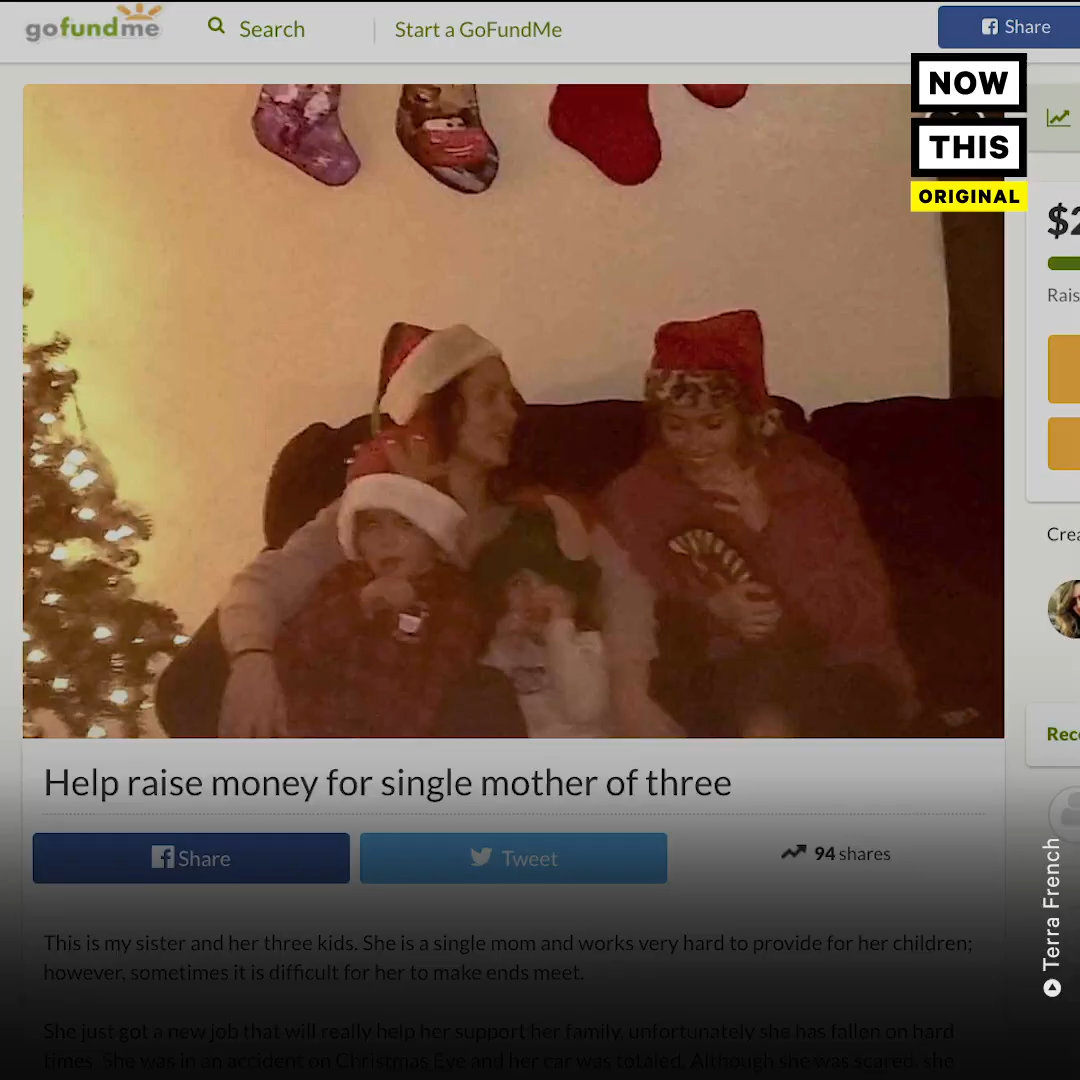 gofundme
Search
Start a GoFundMe
Share
NOW
THIS
ORIGINAL
$2
Help raise money for single mother of three
Share
Tweet
94 shares
This is my sister and her three kids. She is a single mom and works very hard to provide for her children;
however, sometimes it is difficult for her to make ends meet.
She just got a new job that will really help her support her family, unfortunately she has fallen on hard
times. She was in an accident on Christmas Eve and her car was totaled. Although she was scared, she
Rais
Crea
Rece
Terra French